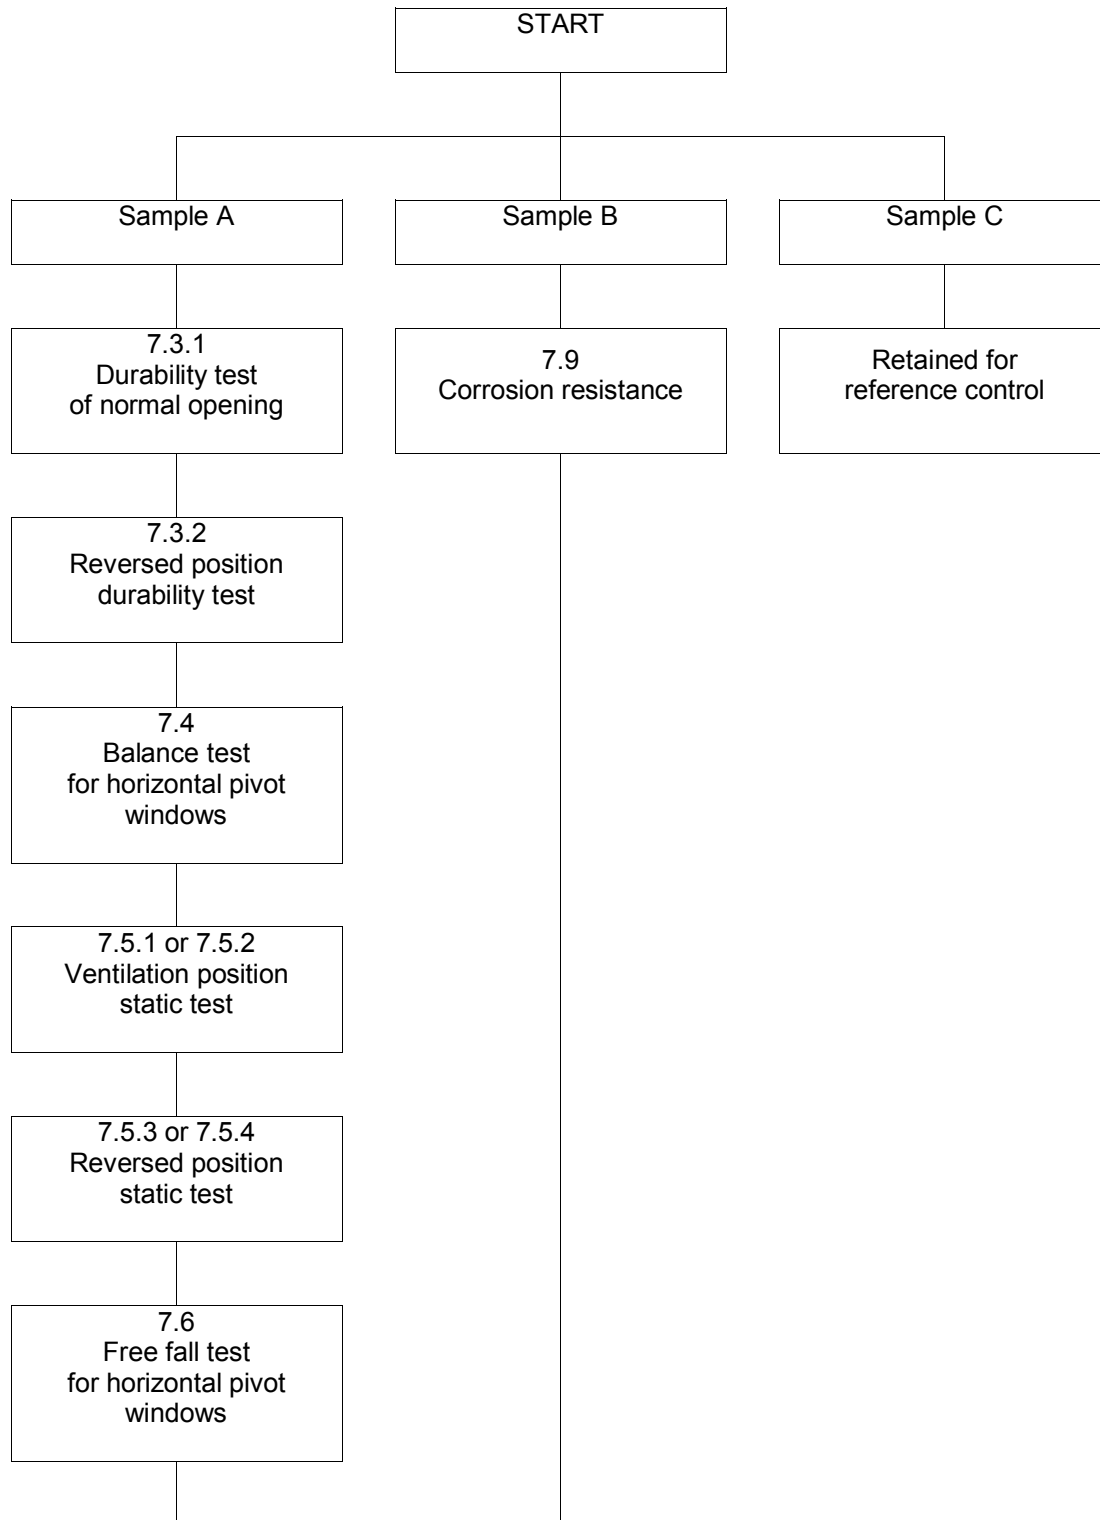 START
Sample A
Sample B
Sample C
7.3.1
Durability test
of normal opening
7.9
Corrosion resistance
Retained for
reference control
7.3.2
Reversed position
durability test
7.4
Balance test
for horizontal pivot
windows
7.5.1 or 7.5.2
Ventilation position
static test
7.5.3 or 7.5.4
Reversed position
static test
7.6
Free fall test
for horizontal pivot
windows